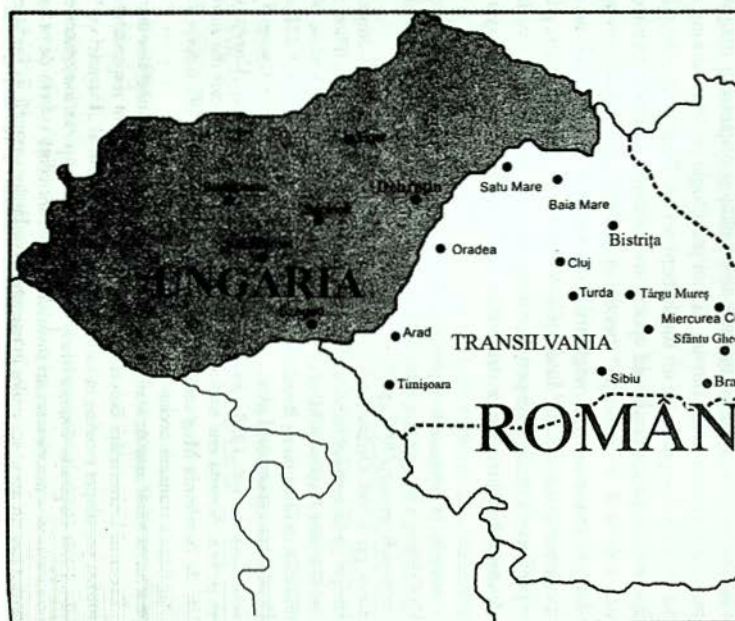 Debrețin
Satu Mare
Baia Mare
Bistrița
Oradea
Cluj
UNGARIA
Turda
Târgu Mureș
Miercurea C
Arad
TRANSILVANIA
Sfântu Ghe
Timișoara
Sibiu
Bra
ROMÂN